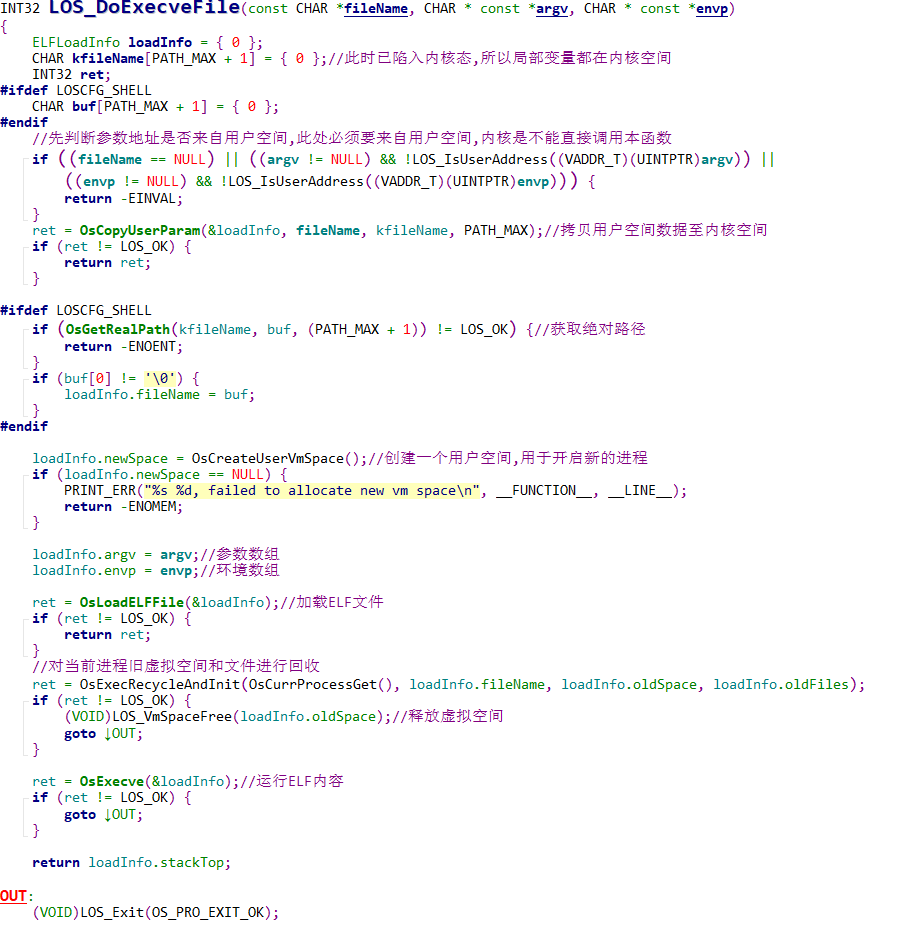 INT32 LOS_DoExecveFile(const CHAR *fileName, CHAR * const *argv, CHAR * const *envp)
{
    ELFLoadInfo loadInfo = { 0 };
    CHAR kfileName[PATH_MAX + 1] = { 0 };//此时已陷入内核态,所以局部变量都在内核空间
    INT32 ret;
#ifdef LOSCFG_SHELL
    CHAR buf[PATH_MAX + 1] = { 0 };
#endif
    //先判断参数地址是否来自用户空间,此处必须要来自用户空间,内核是不能直接调用本函数
    if ((fileName == NULL) || ((argv != NULL) && !LOS_IsUserAddress((VADDR_T)(UINTPTR)argv)) ||
        ((envp != NULL) && !LOS_IsUserAddress((VADDR_T)(UINTPTR)envp))) {
        return -EINVAL;
    }
    ret = OsCopyUserParam(&loadInfo, fileName, kfileName, PATH_MAX);//拷贝用户空间数据至内核空间
    if (ret != LOS_OK) {
        return ret;
    }

#ifdef LOSCFG_SHELL
    if (OsGetRealPath(kfileName, buf, (PATH_MAX + 1)) != LOS_OK) {//获取绝对路径
        return -ENOENT;
    }
    if (buf[0] != '\0') {
        loadInfo.fileName = buf;
    }
#endif

    loadInfo.newSpace = OsCreateUserVmSpace();//创建一个用户空间,用于开启新的进程
    if (loadInfo.newSpace == NULL) {
        PRINT_ERR("%s %d, failed to allocate new vm space\n", __FUNCTION__, __LINE__);
        return -ENOMEM;
    }

    loadInfo.argv = argv;//参数数组
    loadInfo.envp = envp;//环境数组

    ret = OsLoadELFFile(&loadInfo);//加载ELF文件
    if (ret != LOS_OK) {
        return ret;
    }
    //对当前进程旧虚拟空间和文件进行回收
    ret = OsExecRecycleAndInit(OsCurrProcessGet(), loadInfo.fileName, loadInfo.oldSpace, loadInfo.oldFiles);
    if (ret != LOS_OK) {
        (VOID)LOS_VmSpaceFree(loadInfo.oldSpace);//释放虚拟空间
        goto ↓OUT;
    }

    ret = OsExecve(&loadInfo);//运行ELF内容
    if (ret != LOS_OK) {
        goto ↓OUT;
    }

    return loadInfo.stackTop;

OUT:
    (VOID)LOS_Exit(OS_PRO_EXIT_OK);